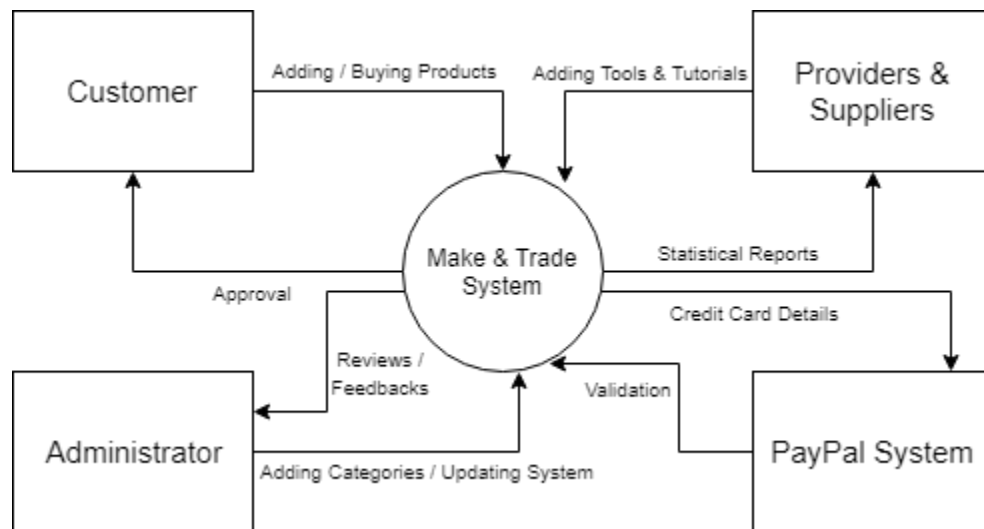 Customer
Adding / Buying Products
Adding Tools & Tutorials
Providers &
Suppliers
Make & Trade
System
Approval
Statistical Reports
Credit Card Details
Reviews /
Feedbacks
Validation
Administrator
Adding Categories / Updating System
PayPal System